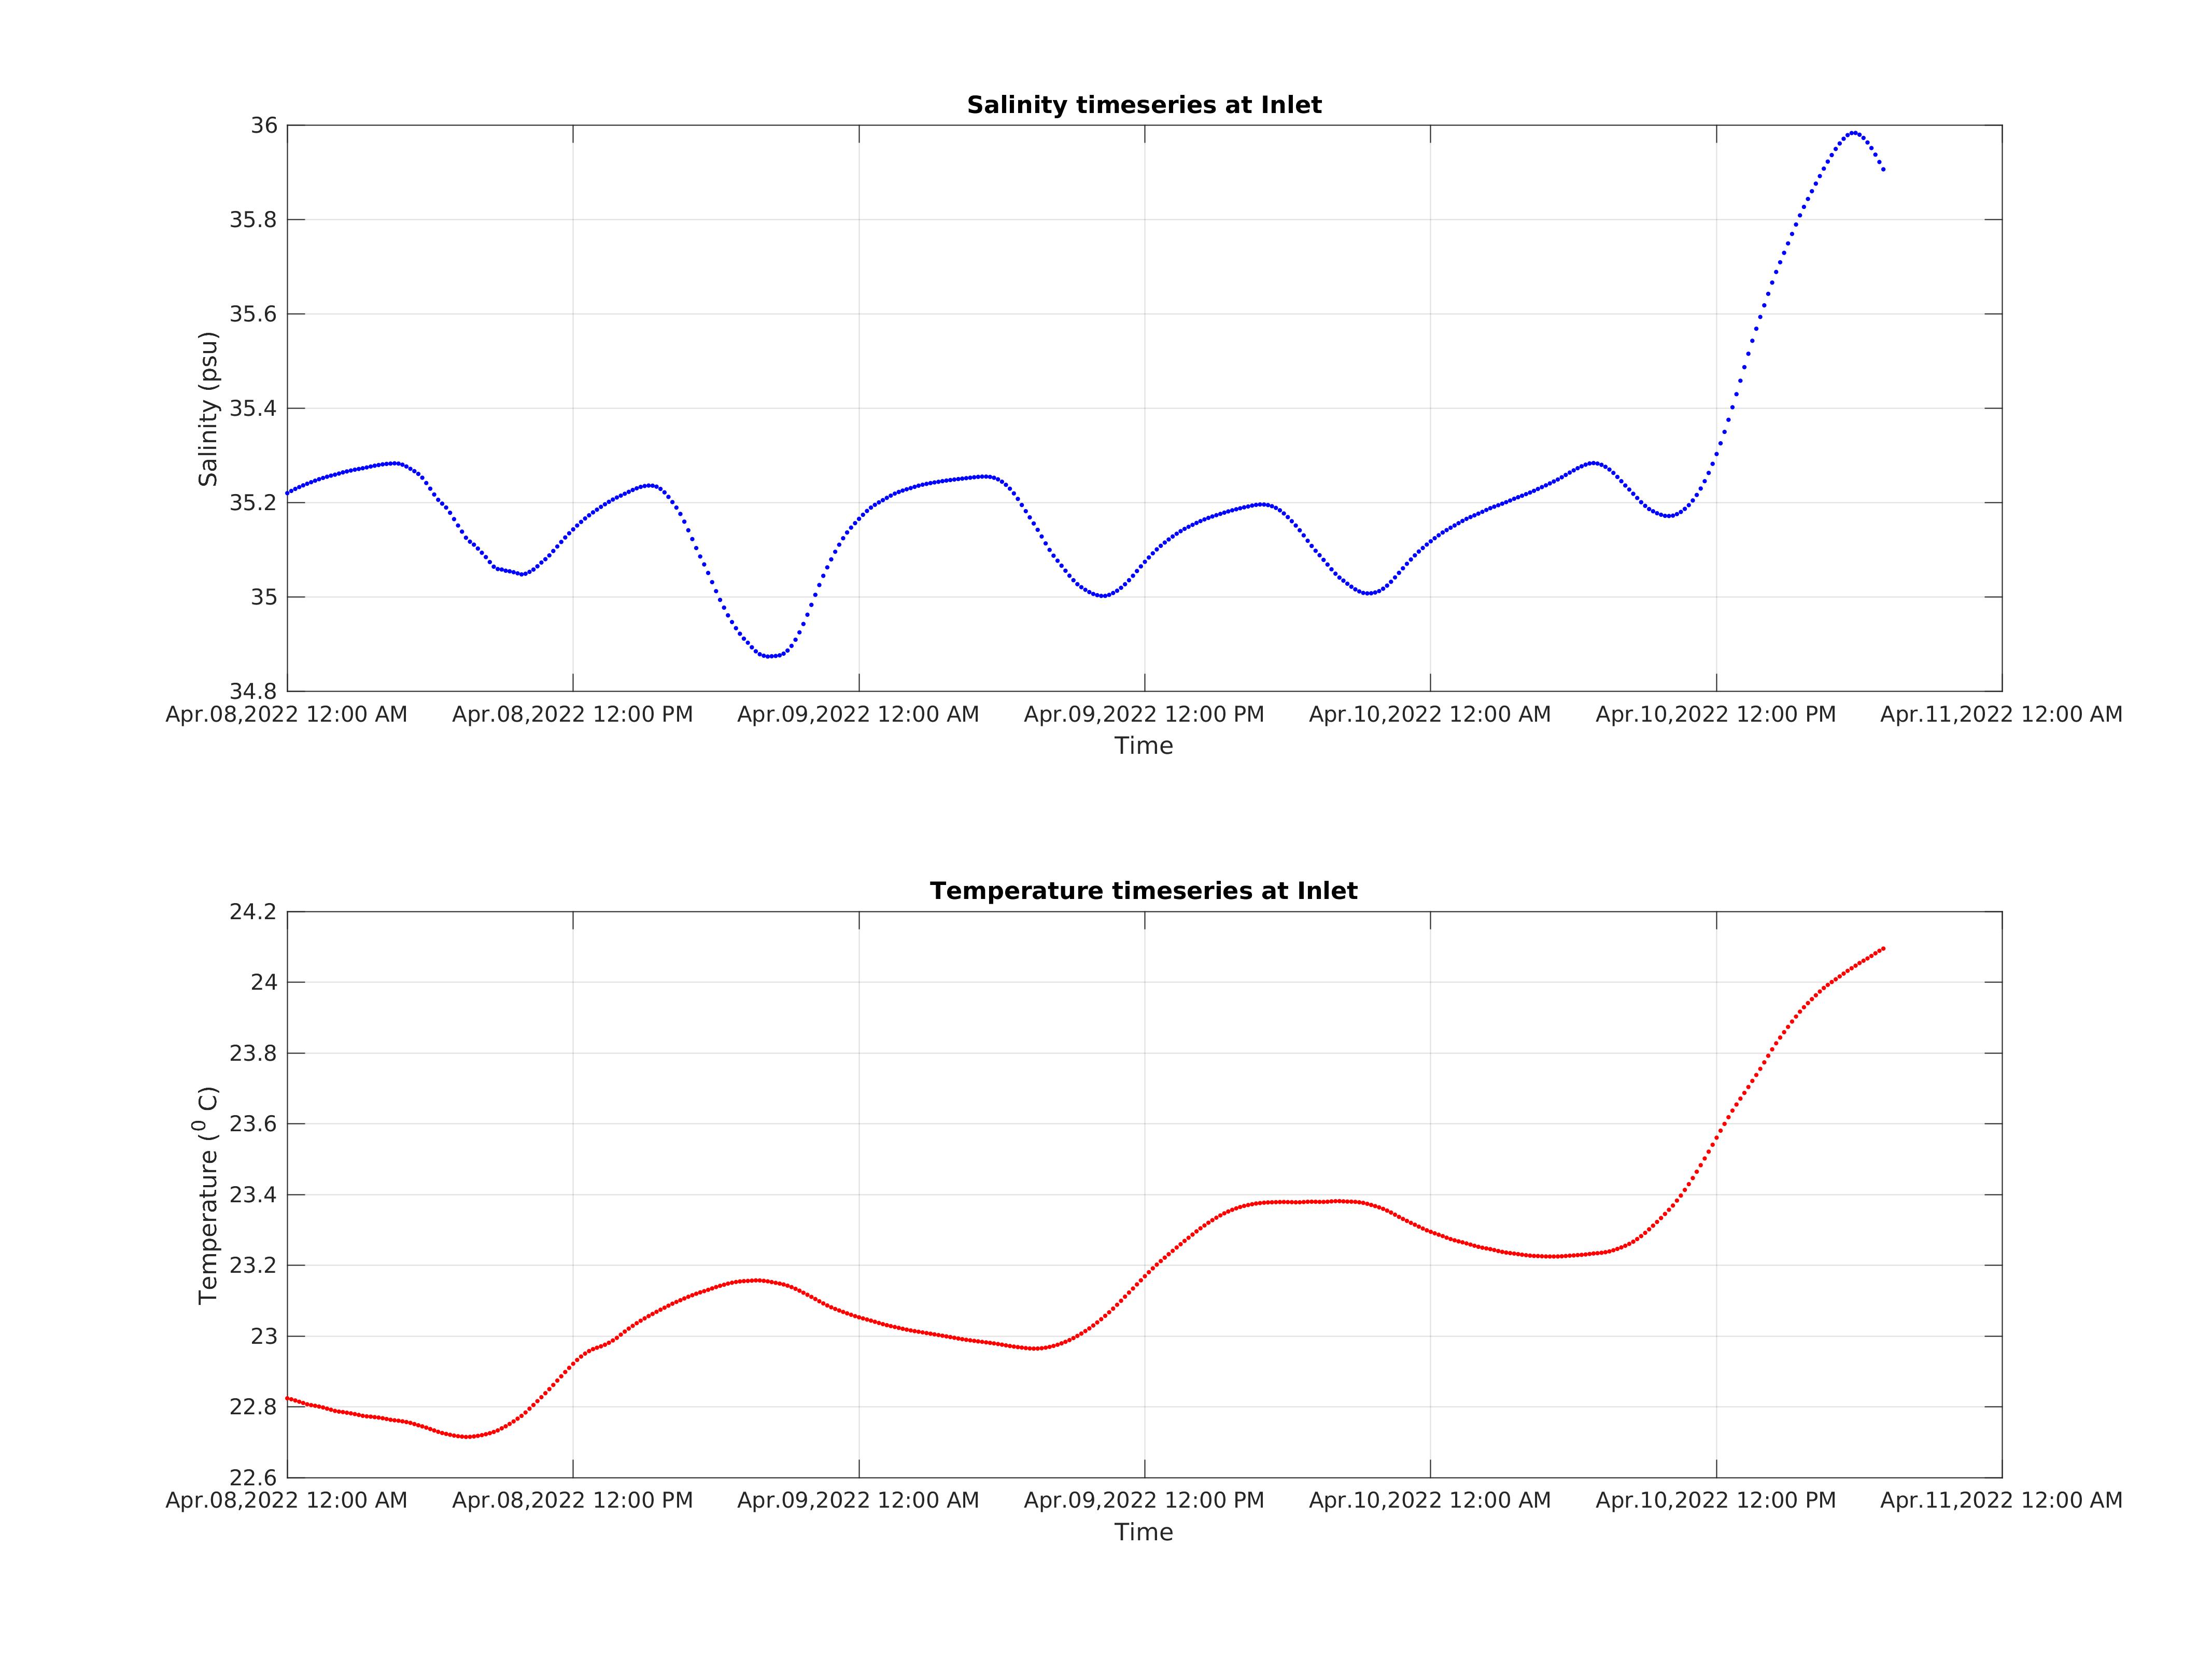 Salinity timeseries at Inlet
36
35.8
35.6
35.4
35.2
35
34.8
Salinity (psu)
Apr.08,2022 12:00 AM
Apr.08,2022 12:00 PM
Apr.09,2022 12:00 AM
Apr.09,2022 12:00 PM
Apr.10,2022 12:00 AM
Apr.10,2022 12:00 PM
Apr.11,2022 12:00 AM
Time
Temperature timeseries at Inlet
24.2
24
23.8
23.6
23.4
23.2
23
22.8
22.6
Temperature (⁰ C)
Apr.08,2022 12:00 AM
Apr.08,2022 12:00 PM
Apr.09,2022 12:00 AM
Apr.09,2022 12:00 PM
Apr.10,2022 12:00 AM
Apr.10,2022 12:00 PM
Apr.11,2022 12:00 AM
Time